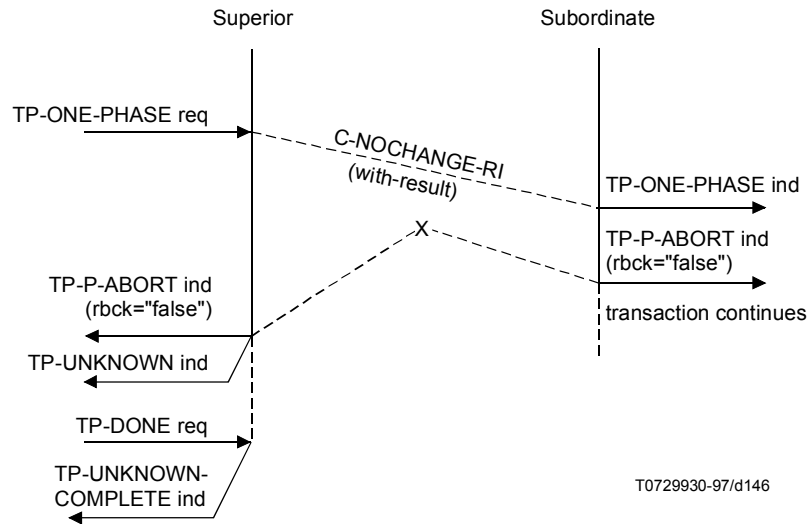 Superior
Subordinate
TP-ONE-PHASE req
C-NOCHANGE-RI
(with-result)
TP-ONE-PHASE ind
X
TP-P-ABORT ind
(rbck="false")
TP-P-ABORT ind
(rbck="false")
transaction continues
TP-UNKNOWN ind
TP-DONE req
TP-UNKNOWN-
COMPLETE ind
T0729930-97/d146